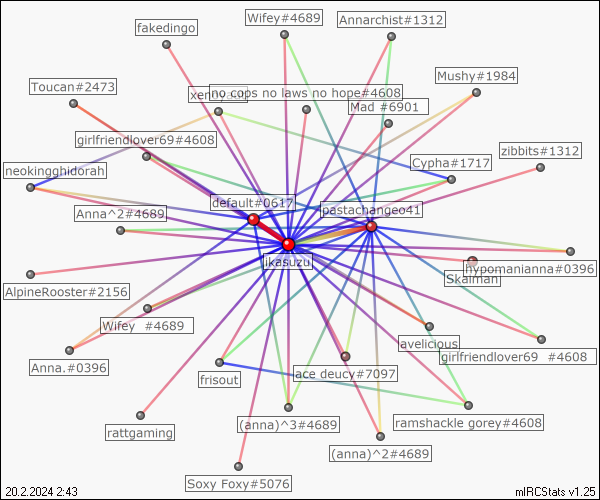 Wifey#4689
Annarchist#1312
fakedingo
Mushy#1984
Toucan#2473
no cops no laws no hope#4608
Mad  #6901
girlfriendlover69#4608
zibbits#1312
Cypha#1717
neokingghidorah
default#0617
pastachangeo41
Anna^2#4689
ikasuzu
hypomanianna#0396
Skalman
AlpineRooster#2156
Wifey  #4689
avelicious
girlfriendlover69  #4608
Anna.#0396
frisout
ace deucy#7097
(anna)^3#4689
ramshackle gorey#4608
rattgaming
(anna)^2#4689
Soxy Foxy#5076
20.2.2024 2:43
mIRCStats v1.25